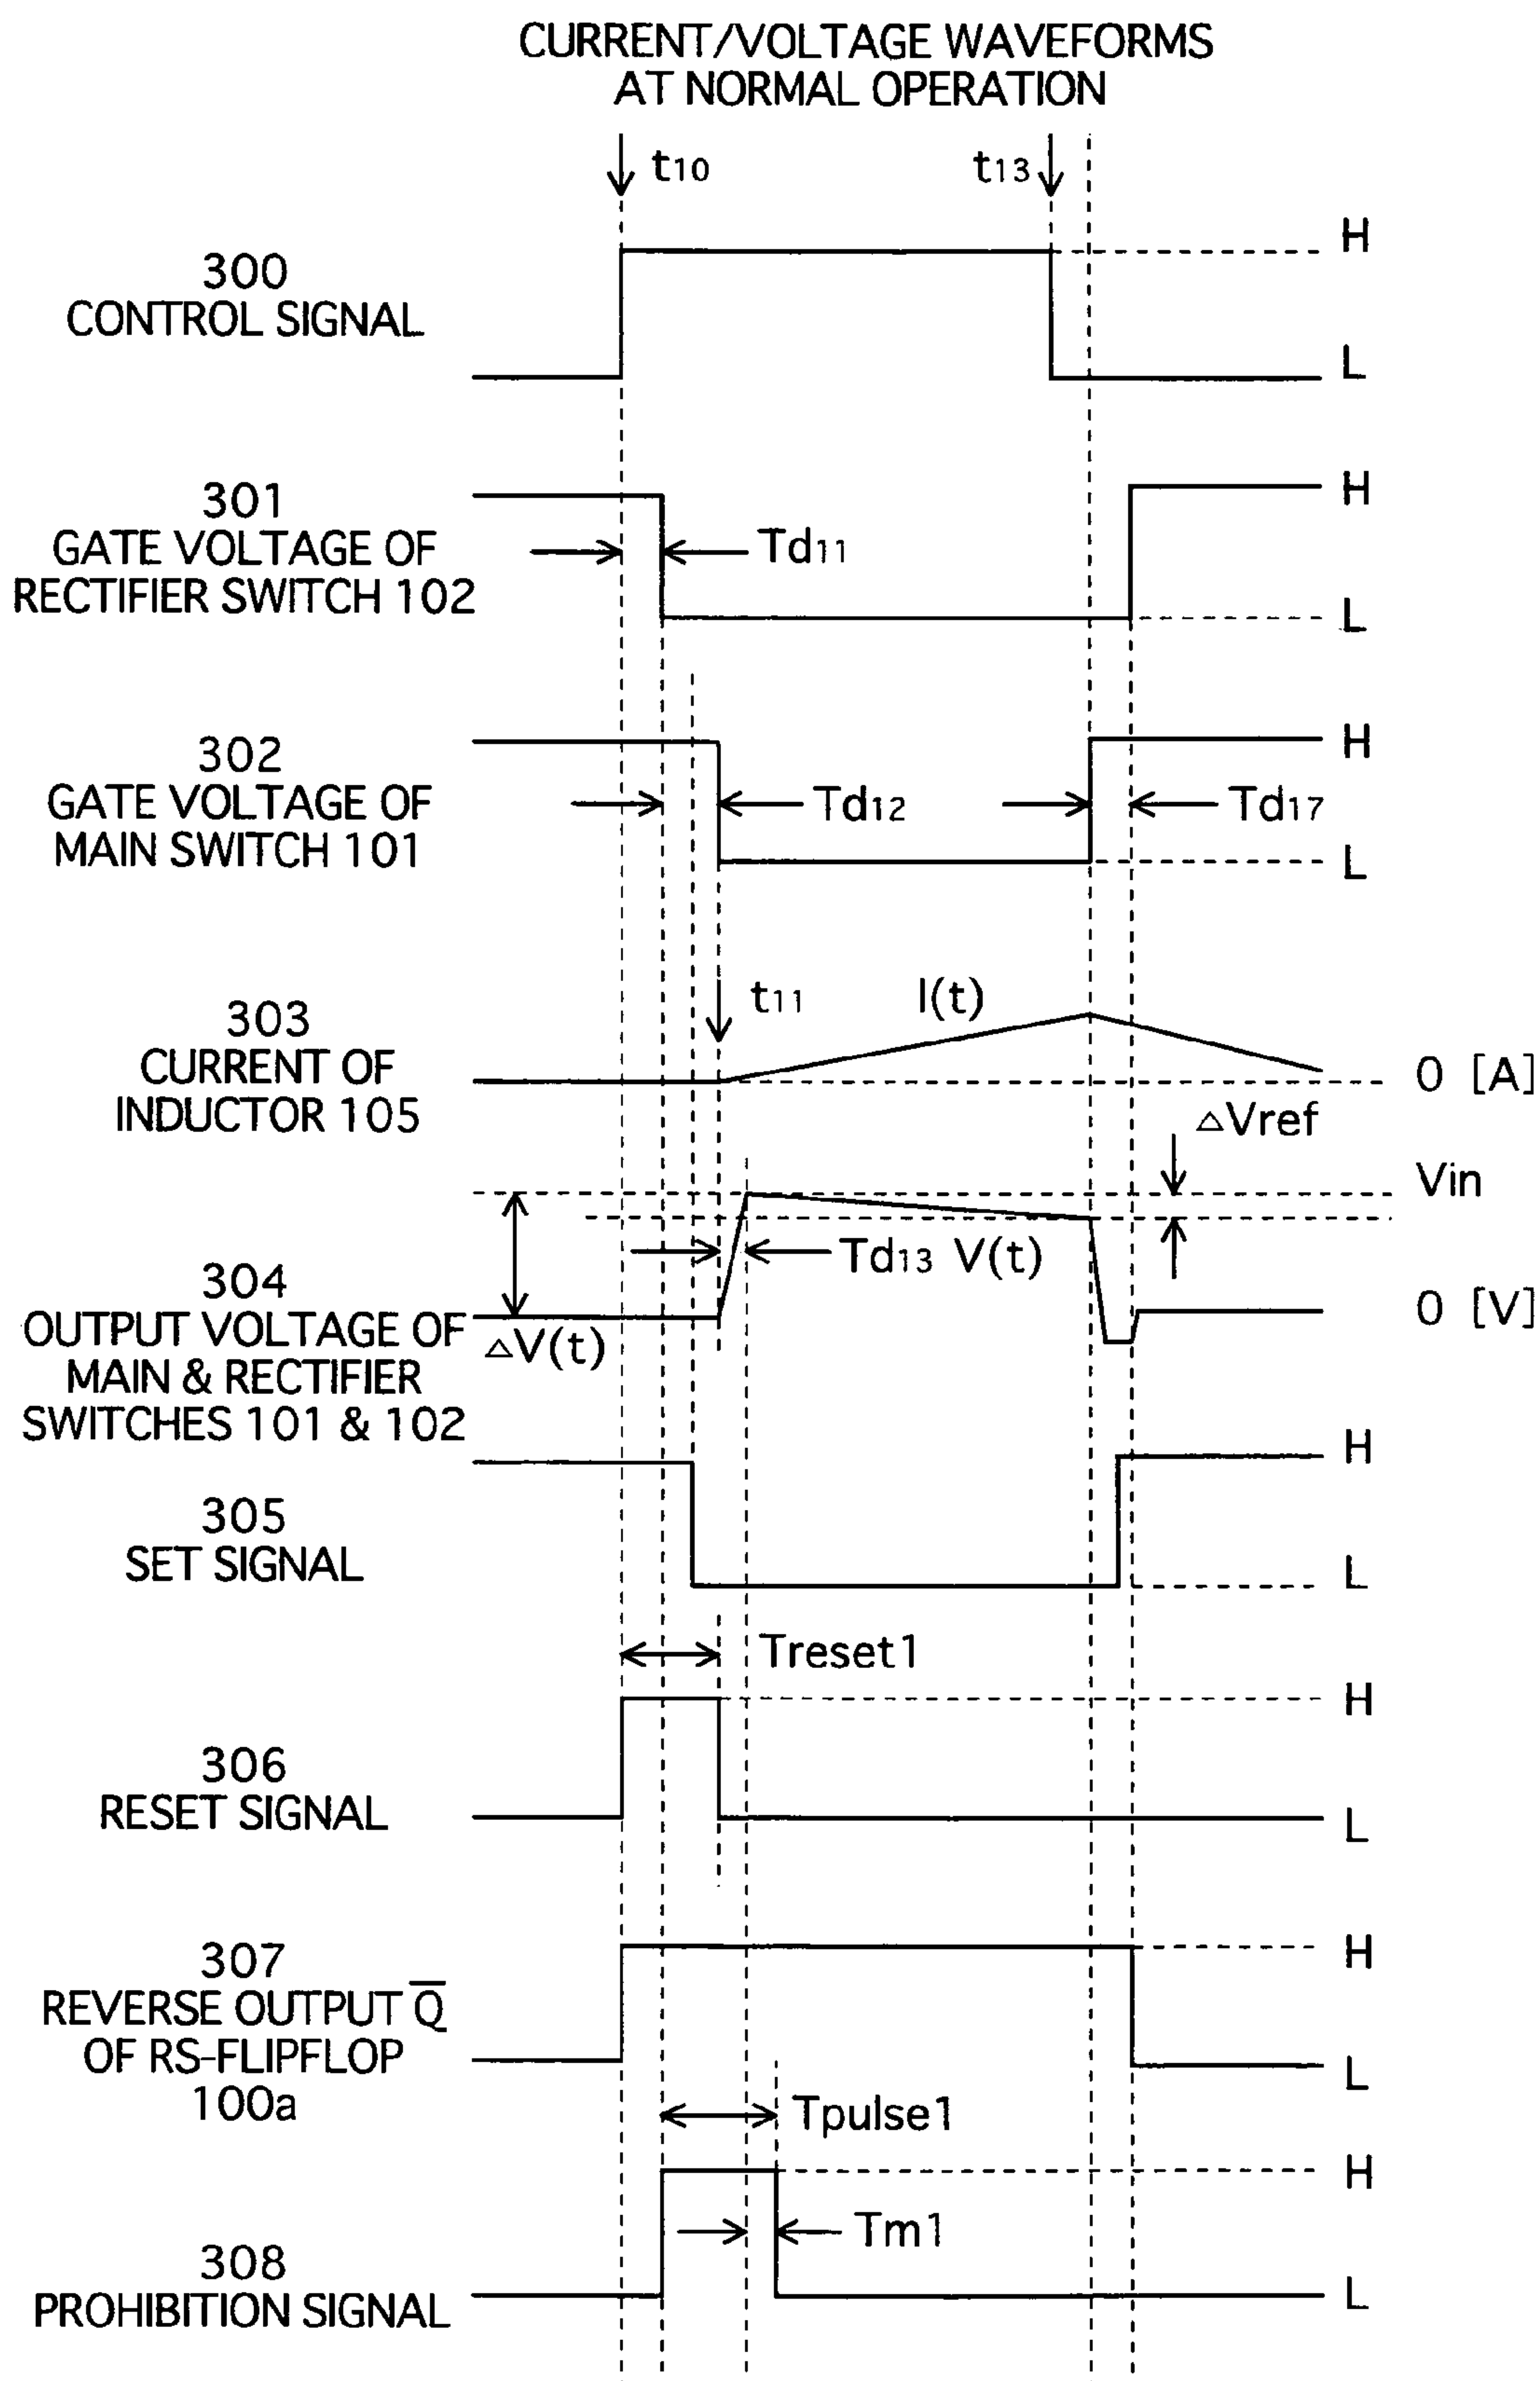 CURRENT/VOLTAGE WAVEFORMS
AT NORMAL OPERATION
t10
t13
300
CONTROL SIGNAL
H
L
301
GATE VOLTAGE OF
RECTIFIER SWITCH 102
Td11
H
L
302
GATE VOLTAGE OF
MAIN SWITCH 101
Td12
Td17
H
L
303
CURRENT OF
INDUCTOR 105
t11
I(t)
0 [A]
△Vref
Vin
304
OUTPUT VOLTAGE OF
MAIN & RECTIFIER
SWITCHES 101 & 102
△V(t)
Td13 V(t)
0 [V]
305
SET SIGNAL
H
L
Treset1
306
RESET SIGNAL
H
L
307
REVERSE OUTPUT Q̅
OF RS-FLIPFLOP
100a
H
L
Tpulse1
308
PROHIBITION SIGNAL
Tm1
H
L